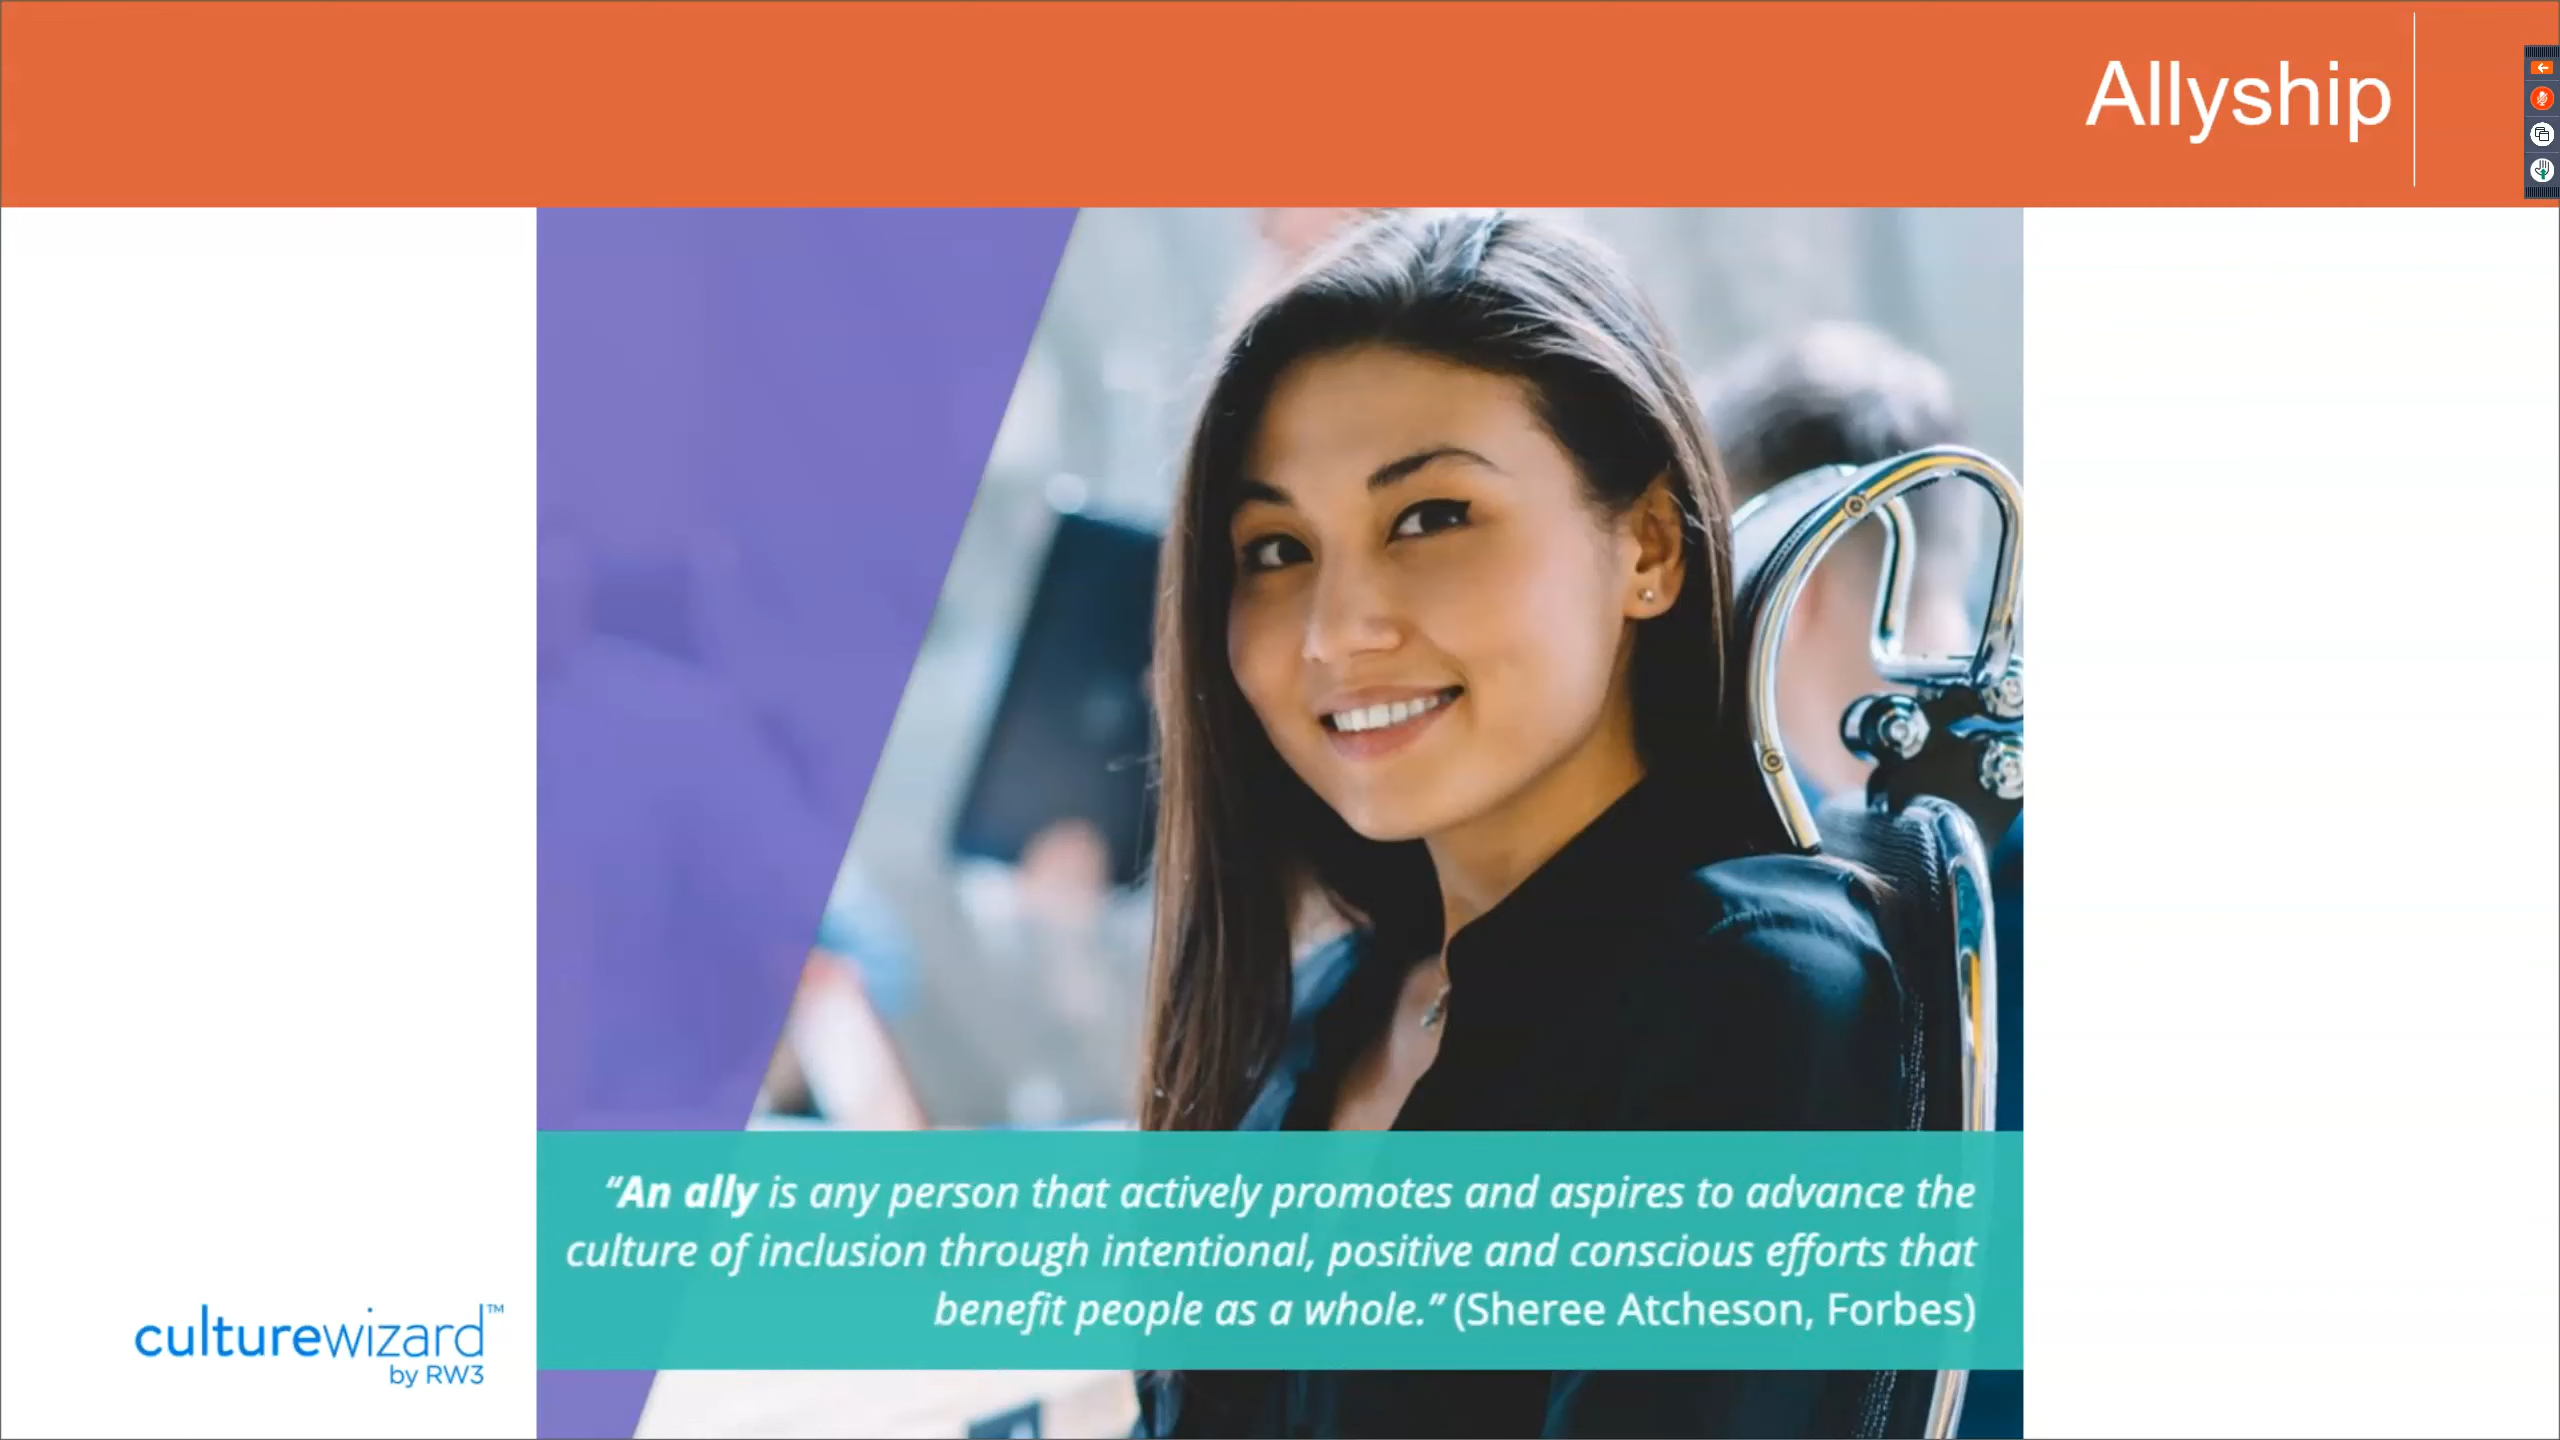 Allyship
“An ally is any person that actively promotes and aspires to advance the
culture of inclusion through intentional, positive and conscious efforts that
benefit people as a whole.” (Sheree Atcheson, Forbes)
culturewizard™
by RW3